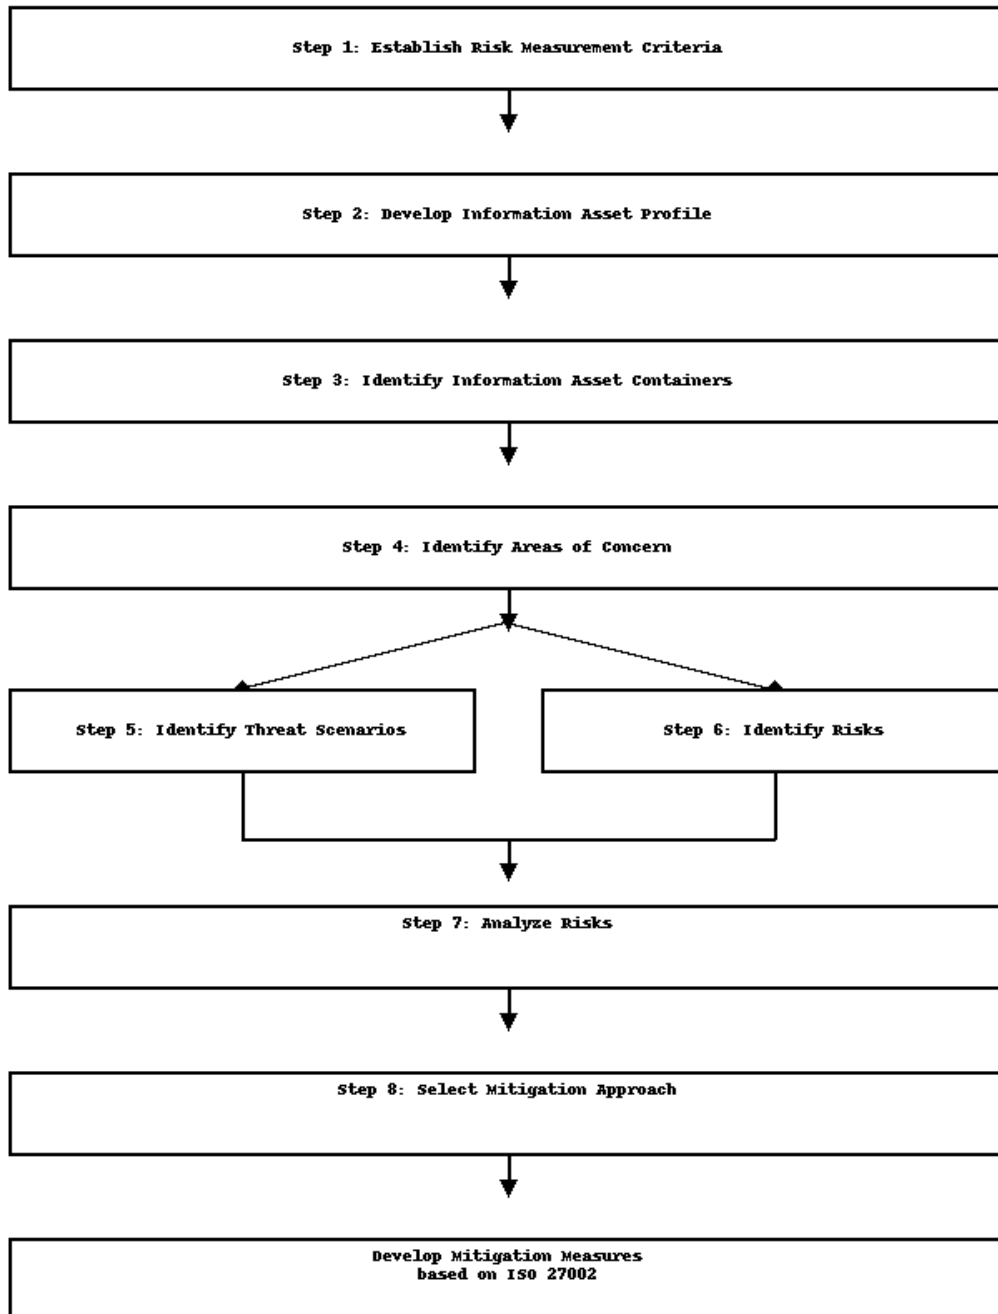 Step 1: Establish Risk Measurement Criteria
Step 2: Develop Information Asset Profile
Step 3: Identify Information Asset Containers
Step 4: Identify Areas of Concern
Step 5: Identify Threat Scenarios
Step 6: Identify Risks
Step 7: Analyze Risks
Step 8: Select Mitigation Approach
Develop Mitigation Measures
based on ISO 27002